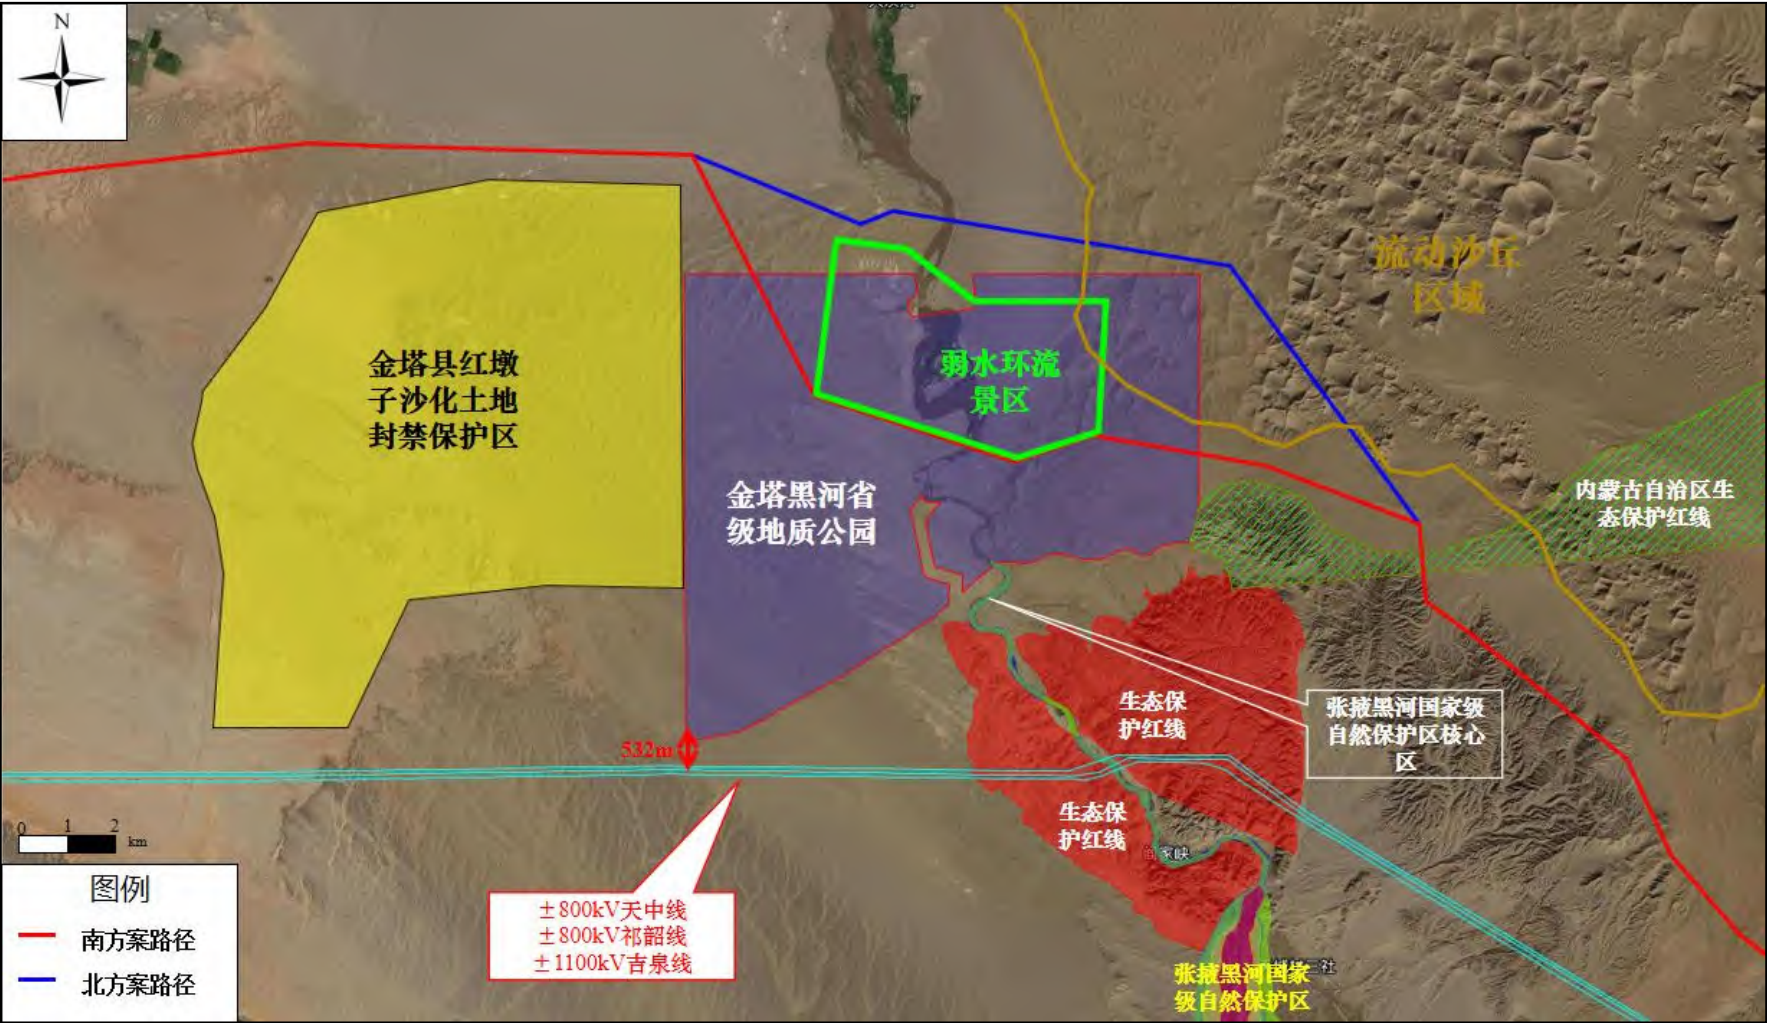 N
流动沙丘
区域
金塔县红墩
子沙化土地
封禁保护区
弱水环流
景区
金塔黑河省
级地质公园
内蒙古自治区生
态保护红线
生态保
护红线
张掖黑河国家级
自然保护区核心
区
532m
生态保
护红线
0 1 2
km
图例
南方案路径
北方案路径
±800kV天中线
±800kV祁韶线
±1100kV吉泉线
张掖黑河国家
级自然保护区